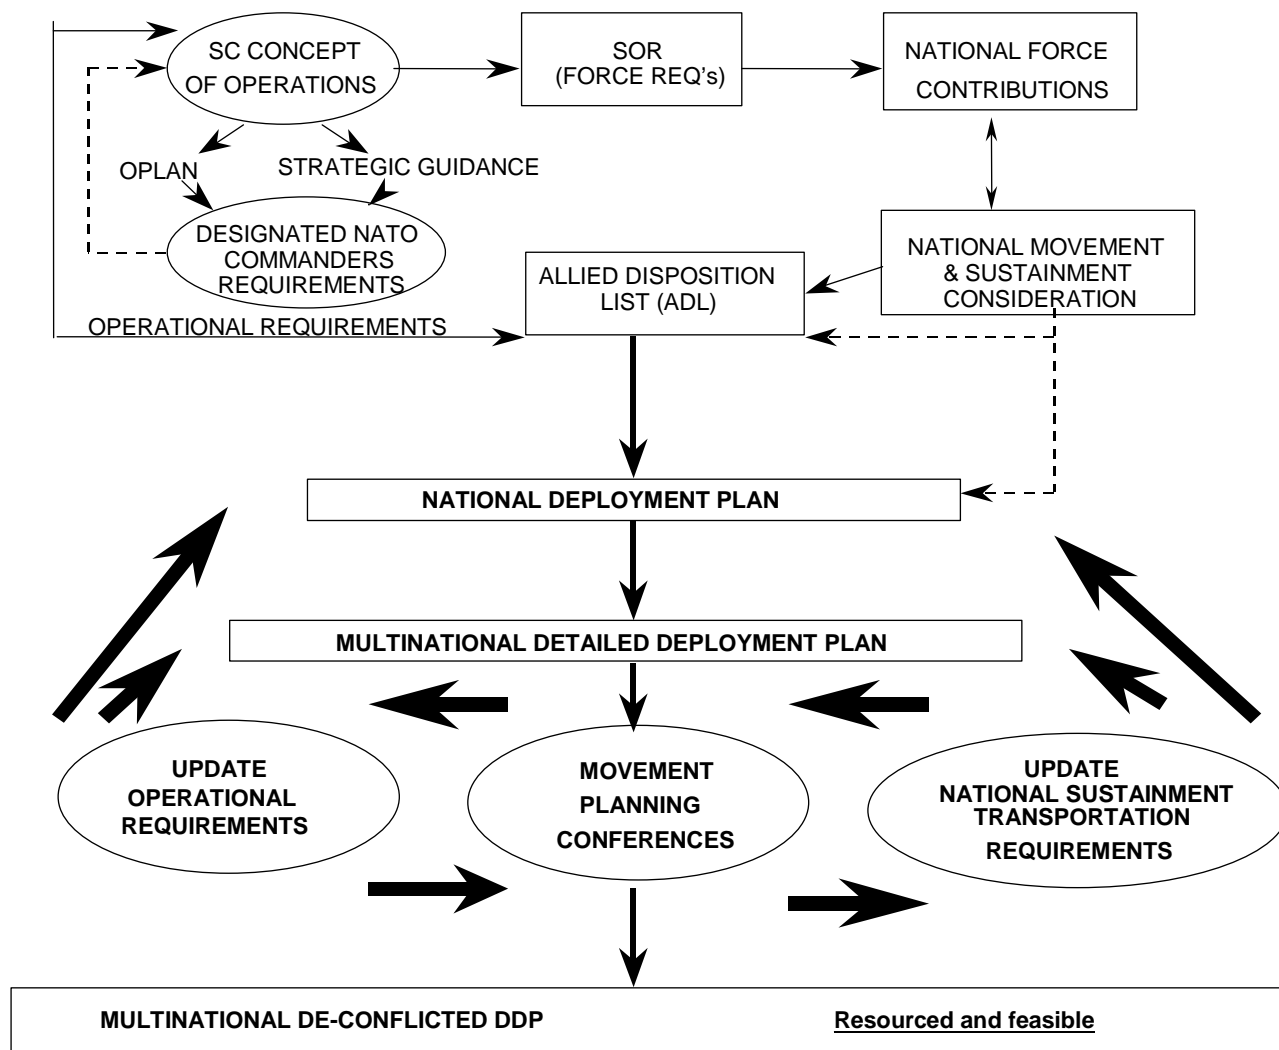 SC CONCEPT
OF OPERATIONS
SOR
(FORCE REQ's)
NATIONAL FORCE
CONTRIBUTIONS
OPLAN
STRATEGIC GUIDANCE
DESIGNATED NATO
COMMANDERS
REQUIREMENTS
ALLIED DISPOSITION
LIST (ADL)
NATIONAL MOVEMENT
& SUSTAINMENT
CONSIDERATION
OPERATIONAL REQUIREMENTS
NATIONAL DEPLOYMENT PLAN
MULTINATIONAL DETAILED DEPLOYMENT PLAN
UPDATE
OPERATIONAL
REQUIREMENTS
MOVEMENT
PLANNING
CONFERENCES
UPDATE
NATIONAL SUSTAINMENT
TRANSPORTATION
REQUIREMENTS
MULTINATIONAL DE-CONFLICTED DDP
Resourced and feasible